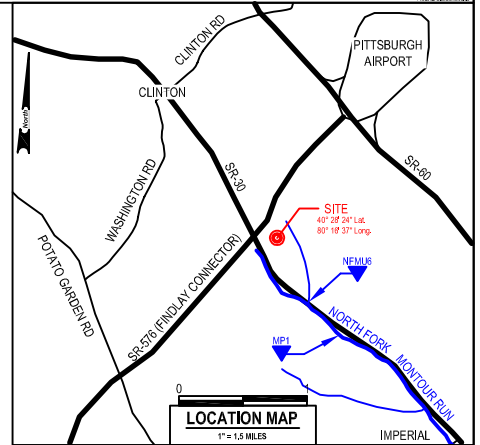 CLINTON RD
PITTSBURGH
AIRPORT
CLINTON
North
WASHINGTON RD
SR-30
SR-60
SITE
40° 28' 24" Lat.
80° 16' 37" Long.
POTATO GARDEN RD
SR-576 (FINDLAY CONNECTOR)
NFMU6
NORTH FORK MONTOUR RUN
MP1
0
LOCATION MAP
1" = 1,5 MILES
IMPERIAL